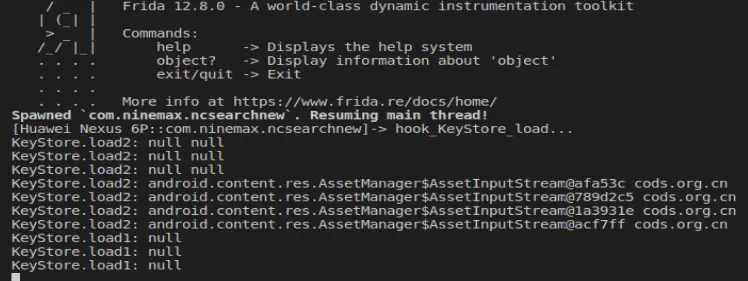 / _  |   Frida 12.8.0 - A world-class dynamic instrumentation toolkit
| (_| |
> _  |   Commands:
/_/ |_|       help      -> Displays the help system
. . . .       object?   -> Display information about 'object'
. . . .       exit/quit -> Exit
. . . .
. . . .   More info at https://www.frida.re/docs/home/
Spawned `com.ninemax.ncsearchnew`. Resuming main thread!
[Huawei Nexus 6P::com.ninemax.ncsearchnew]-> hook_KeyStore_load...
KeyStore.load2: null null
KeyStore.load2: null null
KeyStore.load2: null null
KeyStore.load2: android.content.res.AssetManager$AssetInputStream@afa53c cods.org.cn
KeyStore.load2: android.content.res.AssetManager$AssetInputStream@789d2c5 cods.org.cn
KeyStore.load2: android.content.res.AssetManager$AssetInputStream@1a3931e cods.org.cn
KeyStore.load2: android.content.res.AssetManager$AssetInputStream@acf7ff cods.org.cn
KeyStore.load1: null
KeyStore.load1: null
KeyStore.load1: null